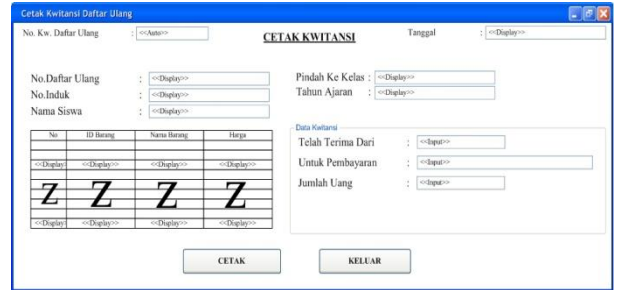 Cetak Kwitansi Daftar Ulang
No. Kw. Daftar Ulang : <<Auto>>
CETAK KWITANSI
Tanggal : <<Display>>
No.Daftar Ulang : <<Display>>
No.Induk : <<Display>>
Nama Siswa : <<Display>>
Pindah Ke Kelas : <<Display>>
Tahun Ajaran : <<Display>>
No ID Barang Nama Barang Harga
<<Display> <<Display>> <<Display>> <<Display>>
Z Z Z Z
<<Display> <<Display>> <<Display>> <<Display>>
Data Kwitansi
Telah Terima Dari : <<Input>>
Untuk Pembayaran : <<Input>>
Jumlah Uang : <<Input>>
CETAK KELUAR